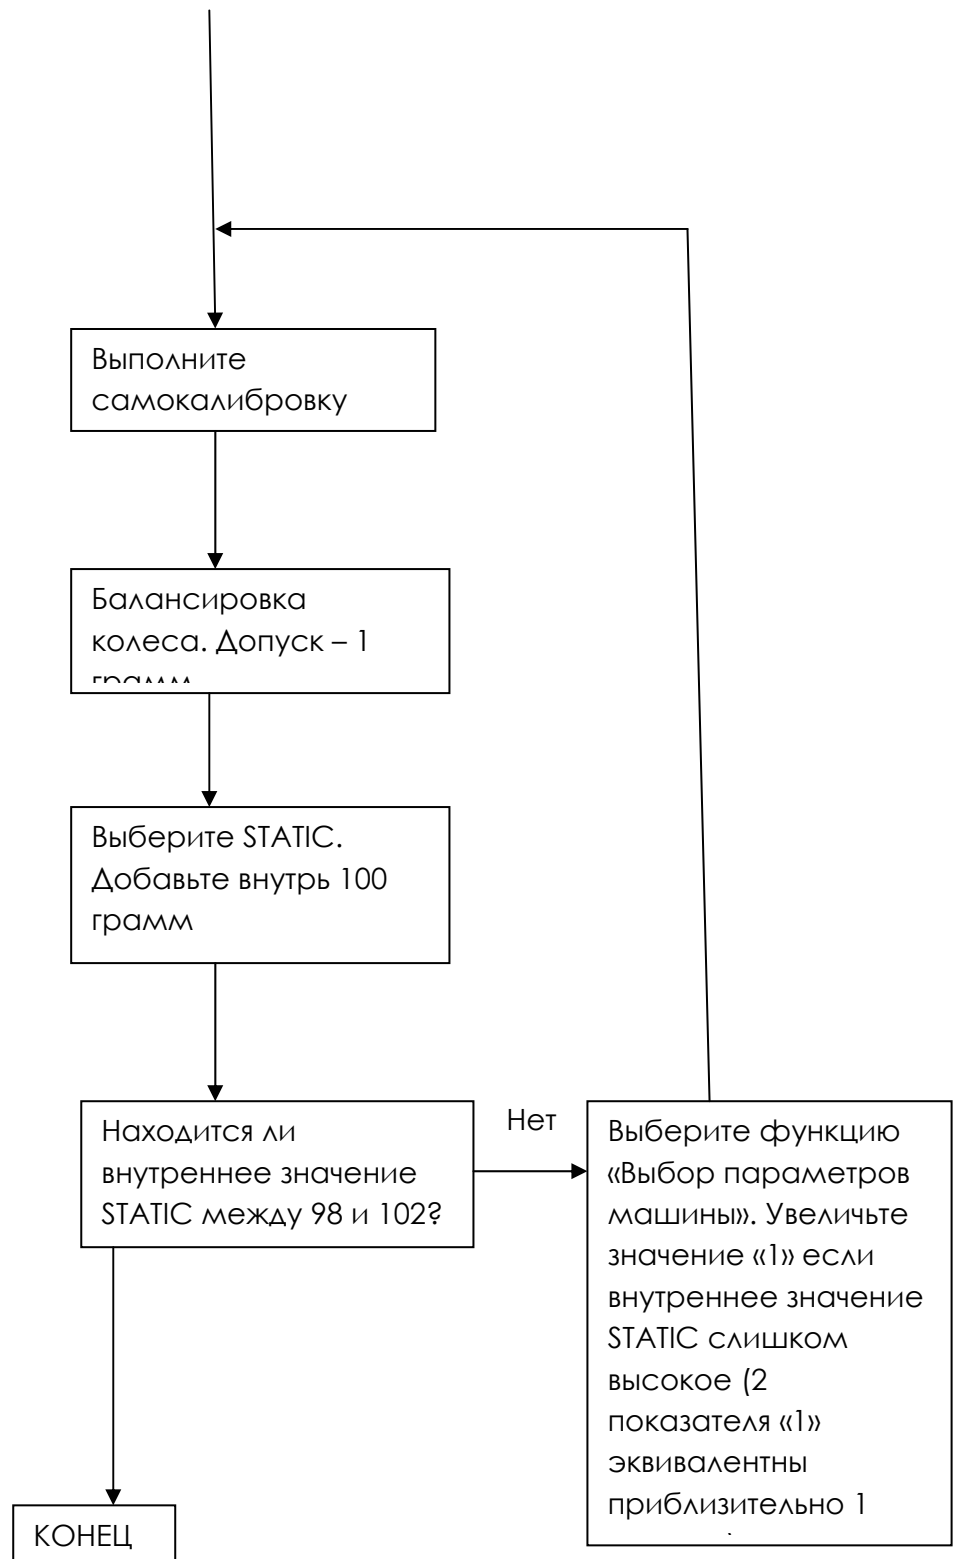 Выполните
самокалибровку
Балансировка
колеса. Допуск – 1
грамм
Выберите STATIC.
Добавьте внутрь 100
грамм
Находится ли
внутреннее значение
STATIC между 98 и 102?
Нет
Выберите функцию
«Выбор параметров
машины». Увеличьте
значение «1» если
внутреннее значение
STATIC слишком
высокое (2
показателя «1»
эквивалентны
приблизительно 1
КОНЕЦ